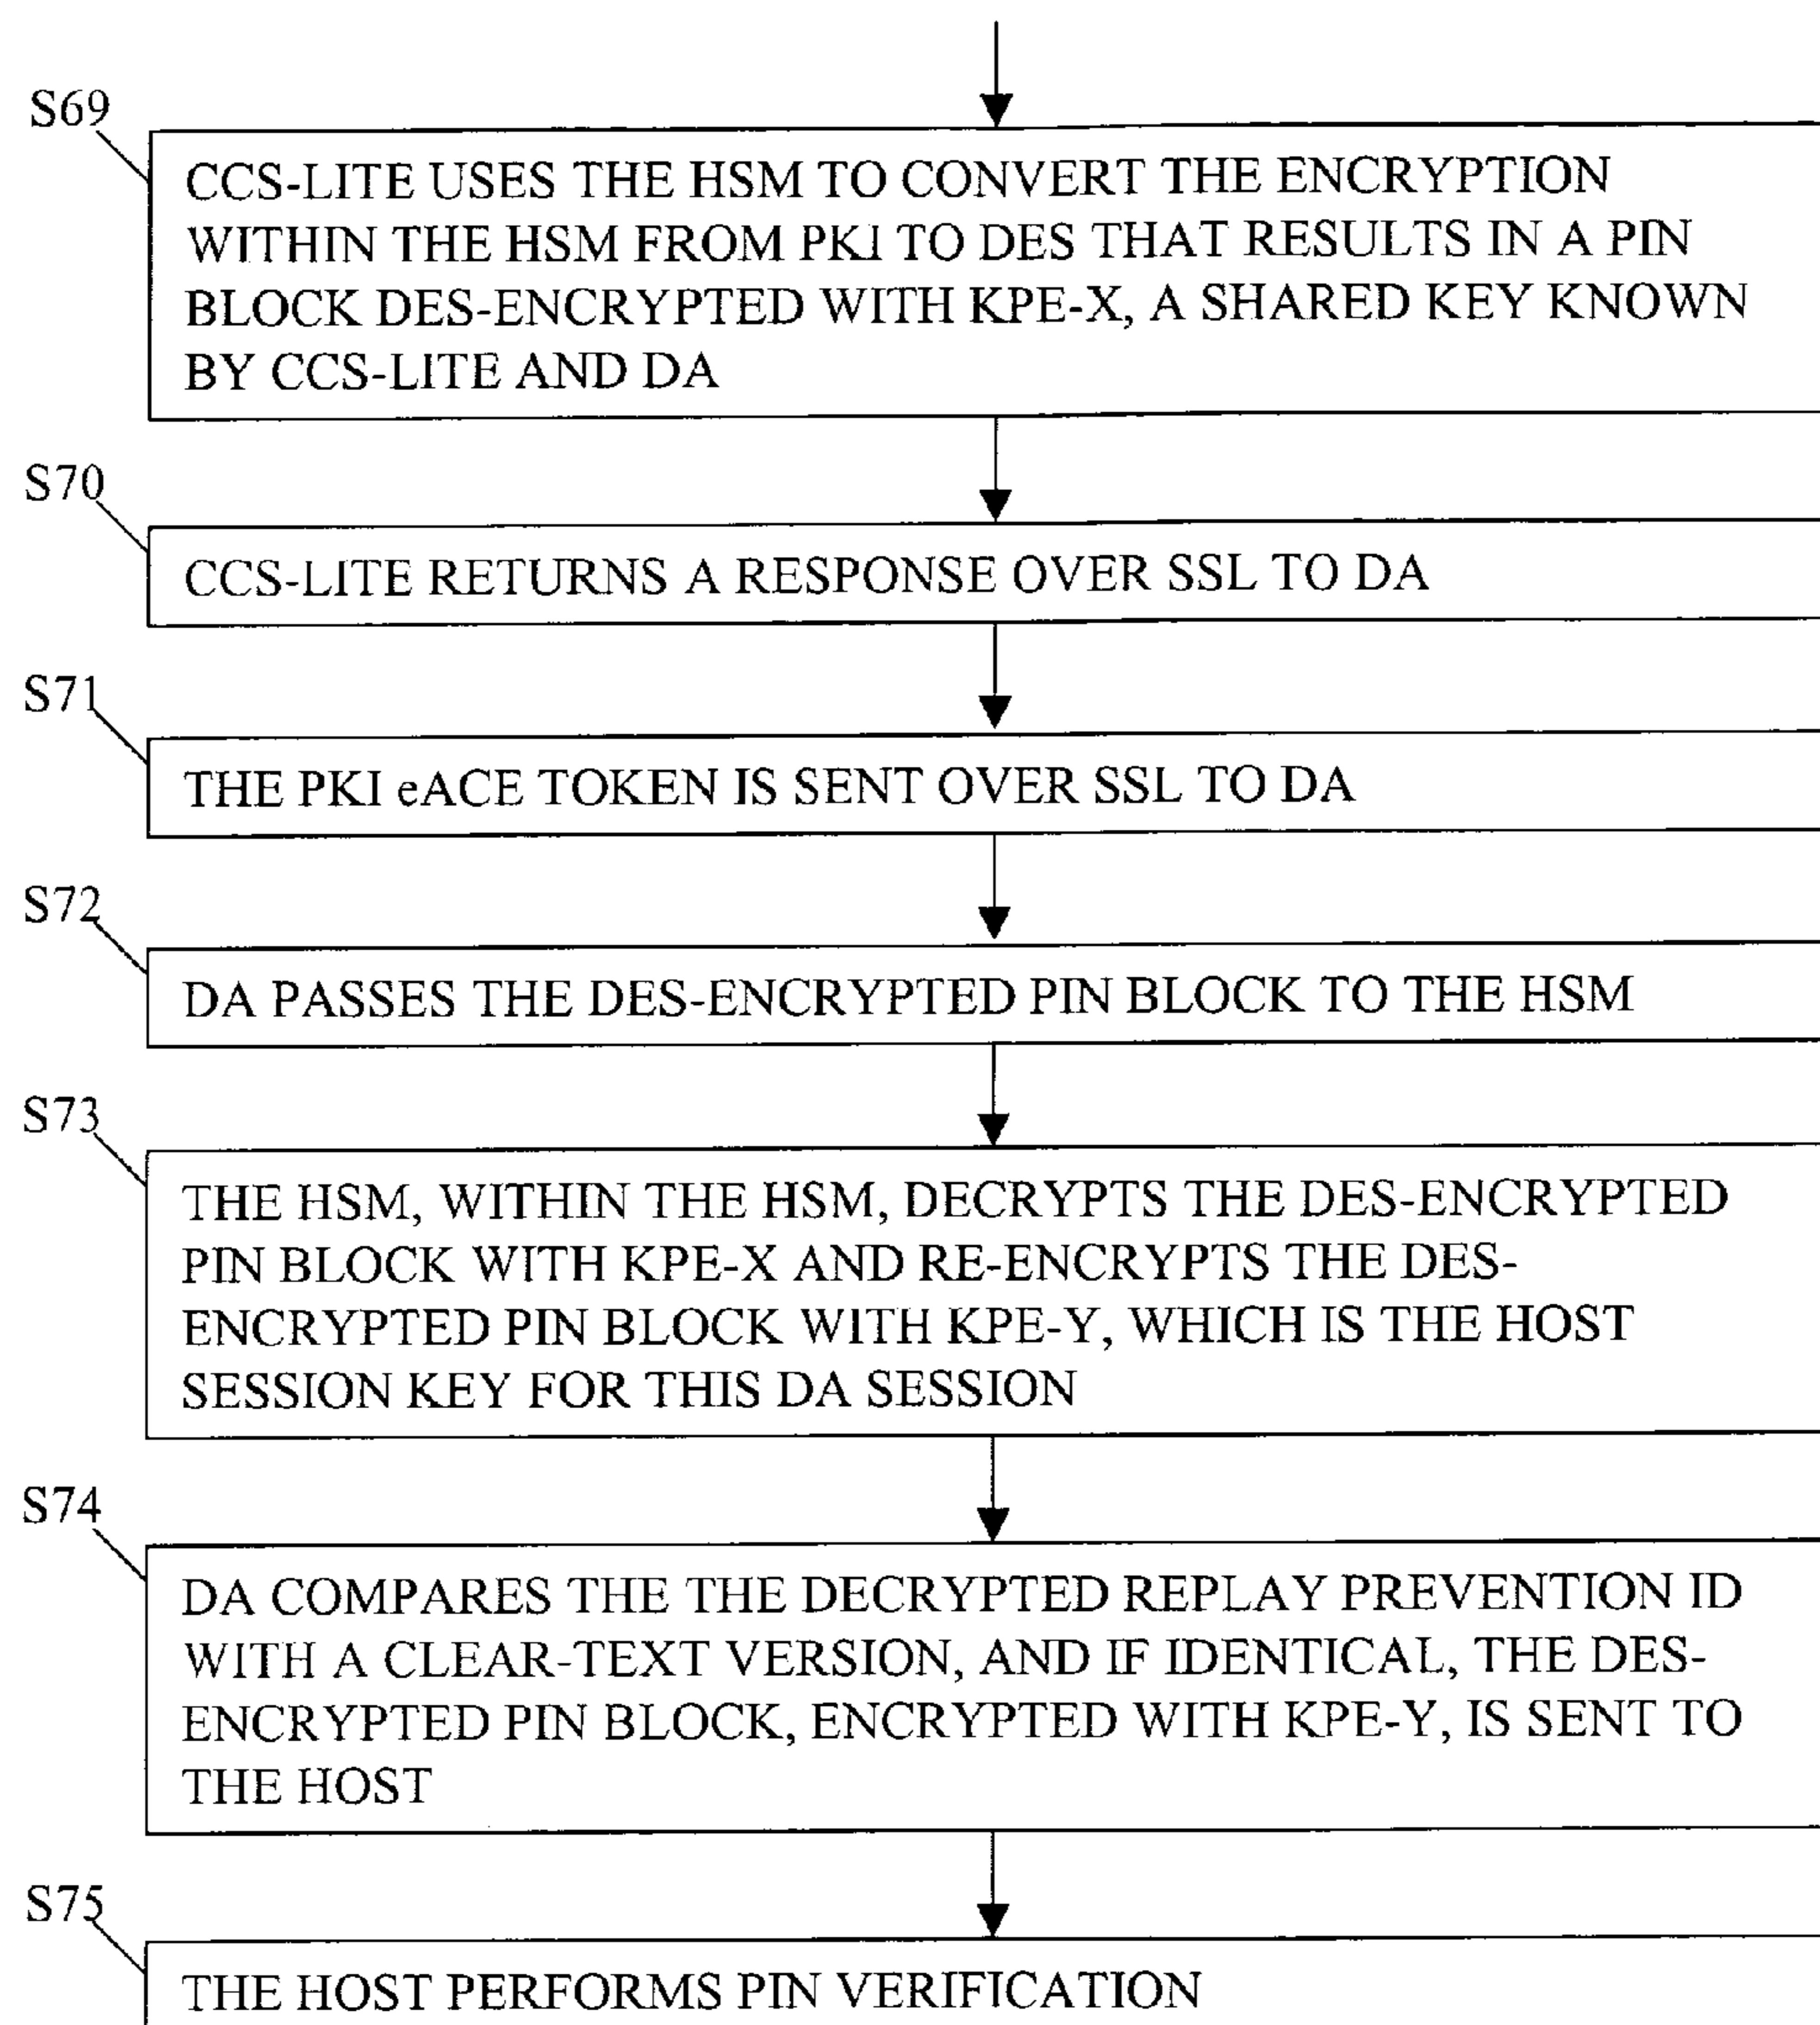 S69
CCS-LITE USES THE HSM TO CONVERT THE ENCRYPTION
WITHIN THE HSM FROM PKI TO DES THAT RESULTS IN A PIN
BLOCK DES-ENCRYPTED WITH KPE-X, A SHARED KEY KNOWN
BY CCS-LITE AND DA
S70
CCS-LITE RETURNS A RESPONSE OVER SSL TO DA
S71
THE PKI eACE TOKEN IS SENT OVER SSL TO DA
S72
DA PASSES THE DES-ENCRYPTED PIN BLOCK TO THE HSM
S73
THE HSM, WITHIN THE HSM, DECRYPTS THE DES-ENCRYPTED
PIN BLOCK WITH KPE-X AND RE-ENCRYPTS THE DES-
ENCRYPTED PIN BLOCK WITH KPE-Y, WHICH IS THE HOST
SESSION KEY FOR THIS DA SESSION
S74
DA COMPARES THE THE DECRYPTED REPLAY PREVENTION ID
WITH A CLEAR-TEXT VERSION, AND IF IDENTICAL, THE DES-
ENCRYPTED PIN BLOCK, ENCRYPTED WITH KPE-Y, IS SENT TO
THE HOST
S75
THE HOST PERFORMS PIN VERIFICATION